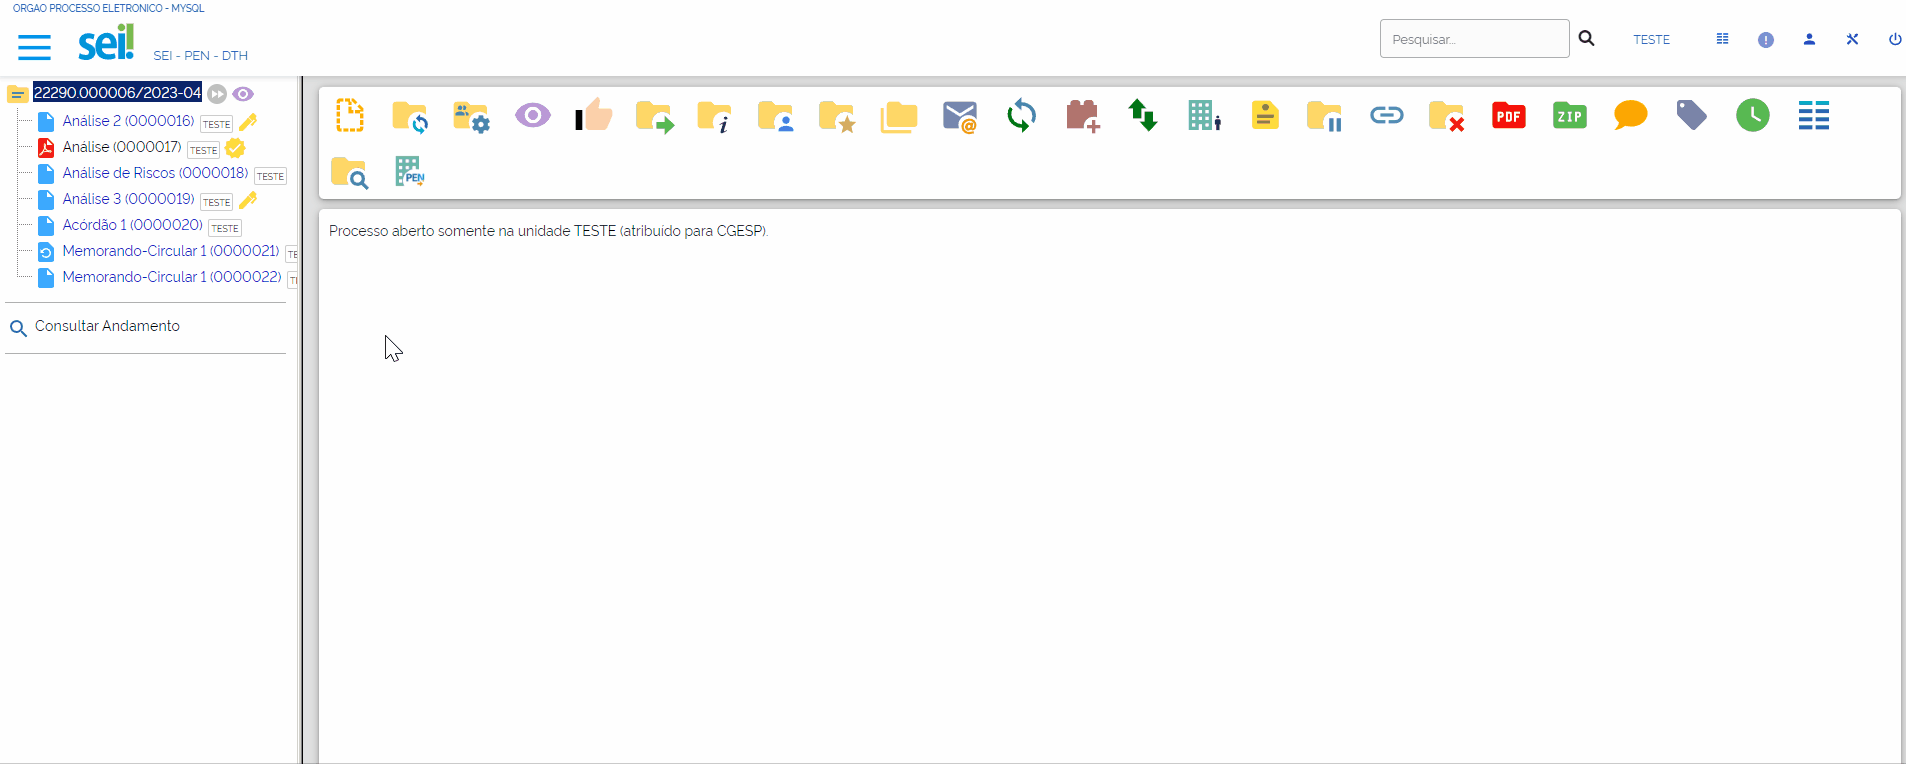 ORGAO PROCESSO ELETRONICO - MYSQL
sei!
SEI - PEN - DTH
Pesquisar...
TESTE
22290.000006/2023-04
Análise 2 (0000016) TESTE
Análise (0000017) TESTE
Análise de Riscos (0000018) TESTE
Análise 3 (0000019) TESTE
Acórdão 1 (0000020) TESTE
Memorando-Circular 1 (0000021) TE
Memorando-Circular 1 (0000022)
Consultar Andamento
i
@
PDF
ZIP
PEN
Processo aberto somente na unidade TESTE (atribuído para CGESP).